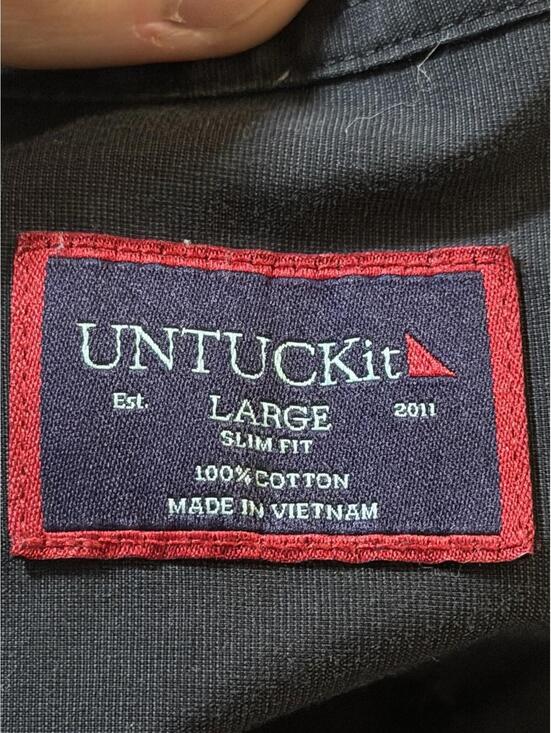 UNTUCKit
Est. LARGE 2011
SLIM FIT
100% COTTON
MADE IN VIETNAM